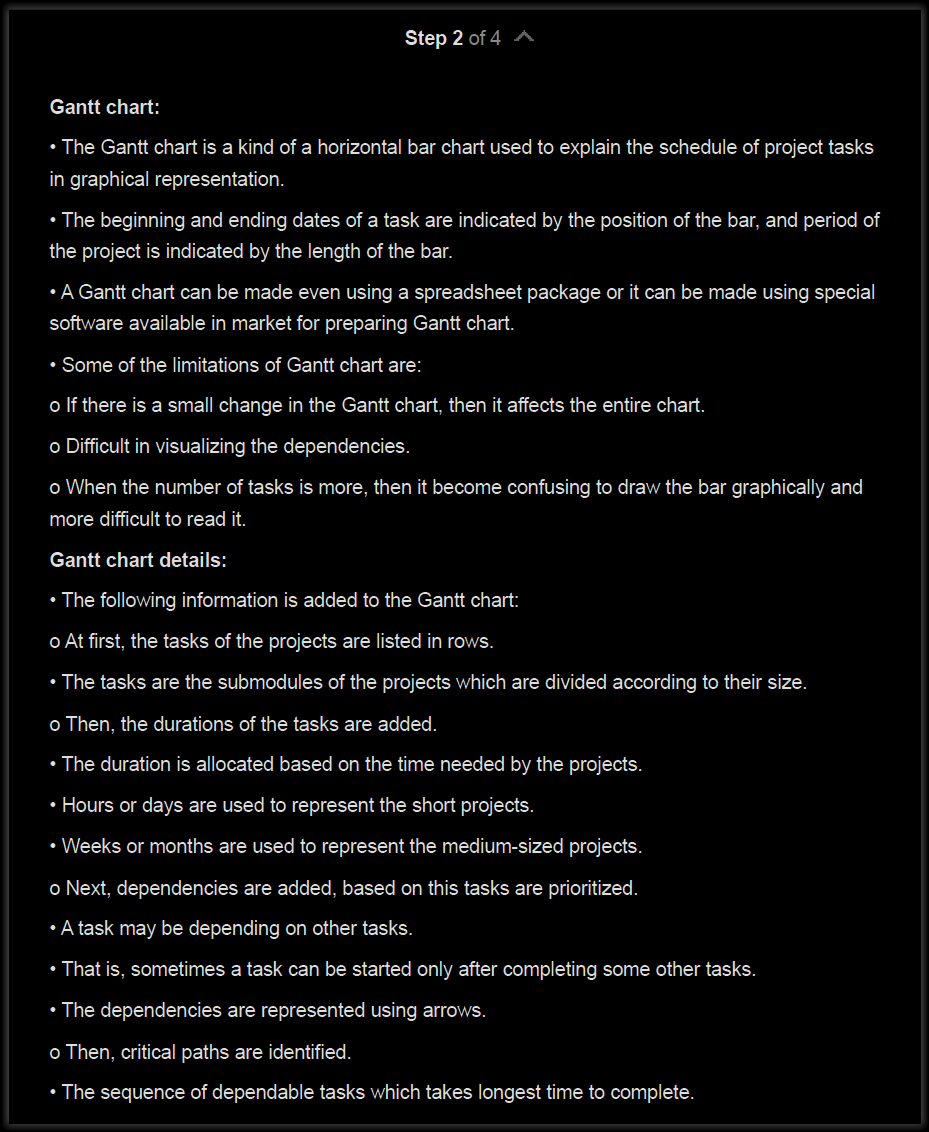 Step 2 of 4
Gantt chart:
• The Gantt chart is a kind of a horizontal bar chart used to explain the schedule of project tasks
in graphical representation.
• The beginning and ending dates of a task are indicated by the position of the bar, and period of
the project is indicated by the length of the bar.
• A Gantt chart can be made even using a spreadsheet package or it can be made using special
software available in market for preparing Gantt chart.
• Some of the limitations of Gantt chart are:
o If there is a small change in the Gantt chart, then it affects the entire chart.
o Difficult in visualizing the dependencies.
o When the number of tasks is more, then it become confusing to draw the bar graphically and
more difficult to read it.
Gantt chart details:
• The following information is added to the Gantt chart:
o At first, the tasks of the projects are listed in rows.
• The tasks are the submodules of the projects which are divided according to their size.
o Then, the durations of the tasks are added.
• The duration is allocated based on the time needed by the projects.
• Hours or days are used to represent the short projects.
• Weeks or months are used to represent the medium-sized projects.
o Next, dependencies are added, based on this tasks are prioritized.
• A task may be depending on other tasks.
• That is, sometimes a task can be started only after completing some other tasks.
• The dependencies are represented using arrows.
o Then, critical paths are identified.
• The sequence of dependable tasks which takes longest time to complete.